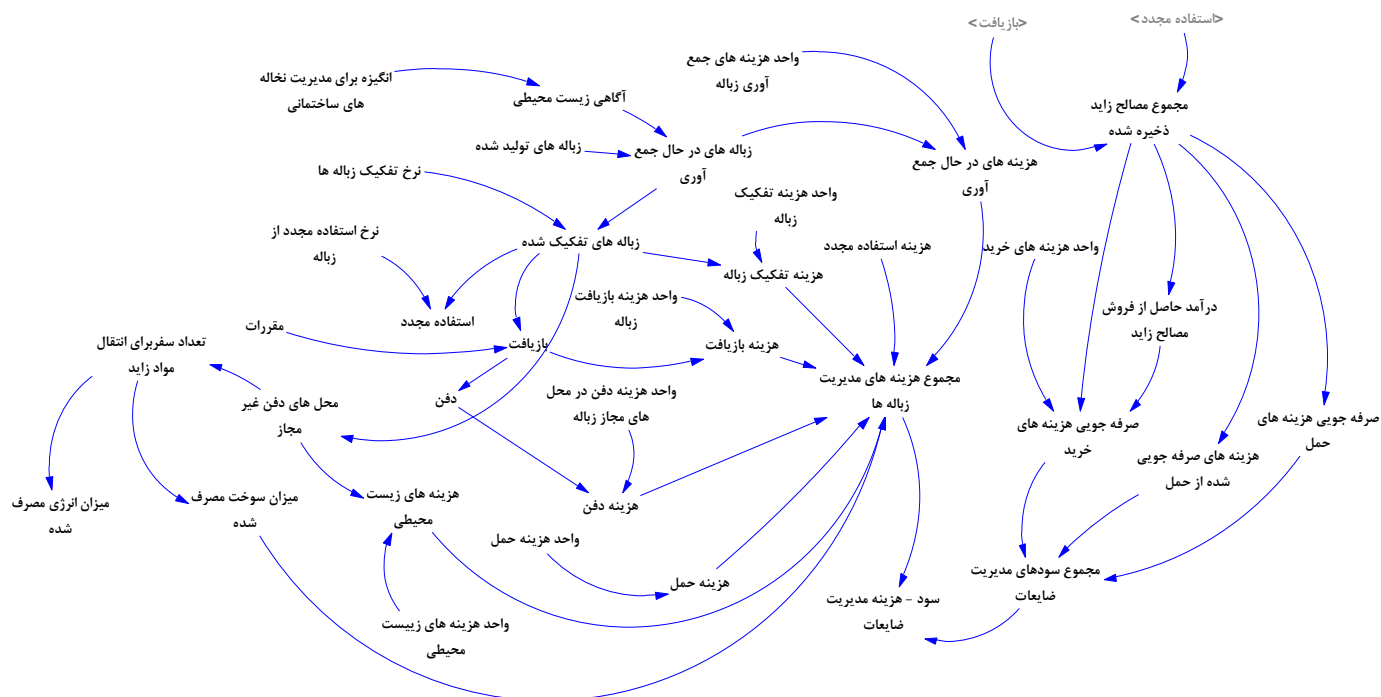 <استفاده مجدد>
<بازیافت>
واحد هزینه های جمع
آوری زباله
انگیزه برای مدیریت نخاله
های ساختمانی
آگاهی زیست محیطی
مجموع مصالح زاید
ذخیره شده
زباله های تولید شده
زباله های در حال جمع
آوری
هزینه های در حال جمع
آوری
نرخ تفکیک زباله ها
واحد هزینه تفکیک
زباله
نرخ استفاده مجدد از
زباله
زباله های تفکیک شده
هزینه استفاده مجدد
واحد هزینه های خرید
هزینه تفکیک زباله
واحد هزینه بازیافت
زباله
درآمد حاصل از فروش
مصالح زاید
استفاده مجدد
مقررات
بازیافت
هزینه بازیافت
تعداد سفربرای انتقال
مواد زاید
مجموع هزینه های مدیریت
زباله ها
واحد هزینه دفن در محل
های مجاز زباله
دفن
محل های دفن غیر
مجاز
صرفه جویی هزینه های
حمل
صرفه جویی هزینه های
خرید
هزینه های صرفه جویی
شده از حمل
میزان انرژی مصرف
شده
میزان سوخت مصرف
شده
هزینه های زیست
محیطی
هزینه دفن
واحد هزینه حمل
هزینه حمل
مجموع سودهای مدیریت
ضایعات
سود - هزینه مدیریت
ضایعات
واحد هزینه های زییست
محیطی